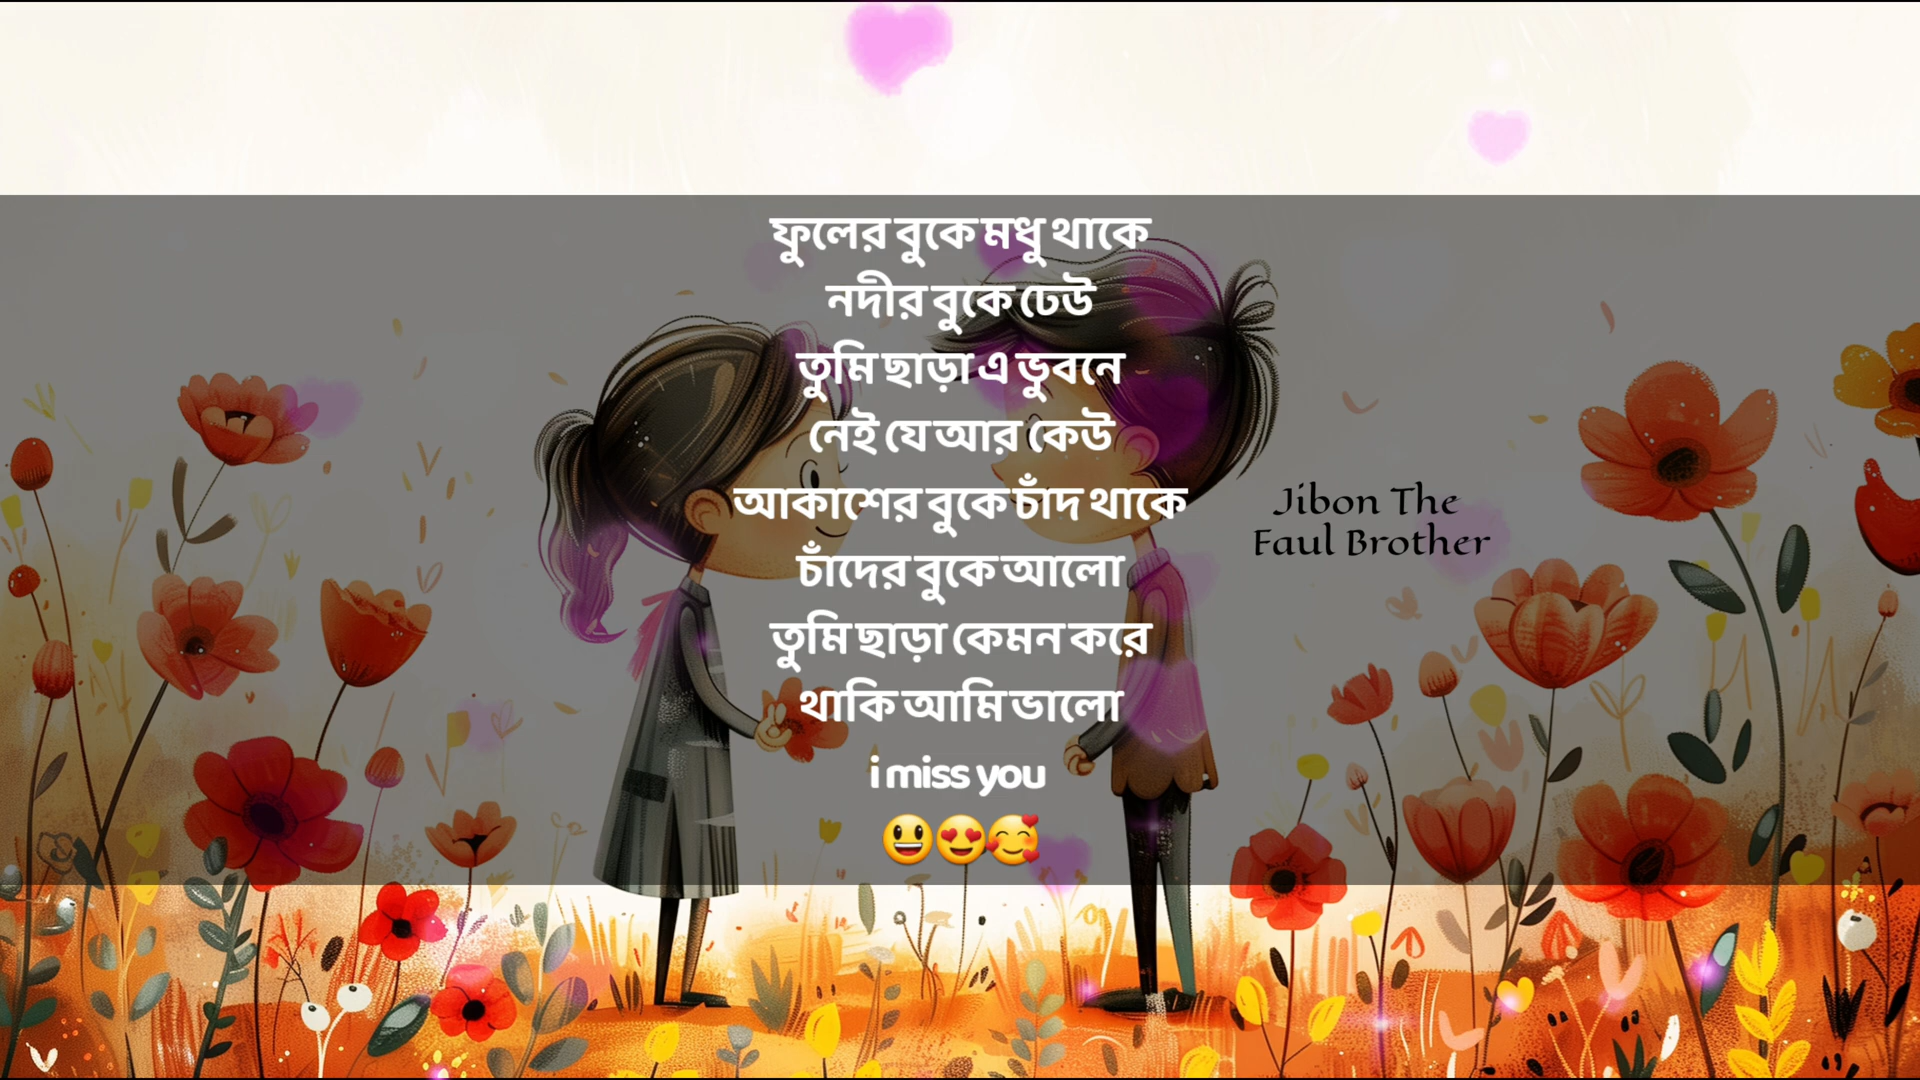 ফুলের বুকে মধু থাকে
নদীর বুকে ঢেউ
তুমি ছাড়া এ ভুবনে
নেই যে আর কেউ
আকাশের বুকে চাঁদ থাকে
চাঁদের বুকে আলো
তুমি ছাড়া কেমন করে
থাকি আমি ভালো
i miss you
😃😍🥰
Jibon The
Faul Brother